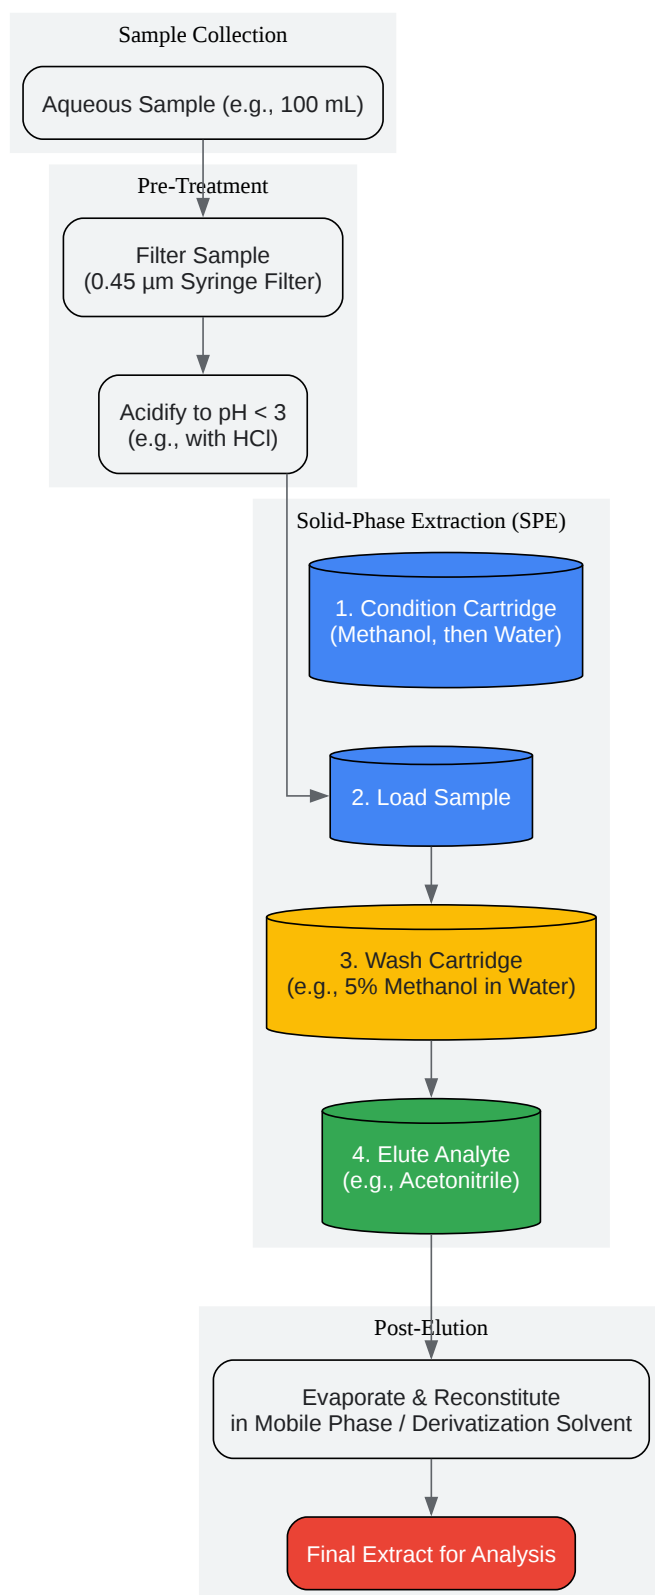 Sample Collection
Aqueous Sample (e.g., 100 mL)
Pre-Treatment
Filter Sample
(0.45 µm Syringe Filter)
Acidify to pH < 3
(e.g., with HCl)
Solid-Phase Extraction (SPE)
1. Condition Cartridge
(Methanol, then Water)
2. Load Sample
3. Wash Cartridge
(e.g., 5% Methanol in Water)
4. Elute Analyte
(e.g., Acetonitrile)
Post-Elution
Evaporate & Reconstitute
in Mobile Phase / Derivatization Solvent
Final Extract for Analysis